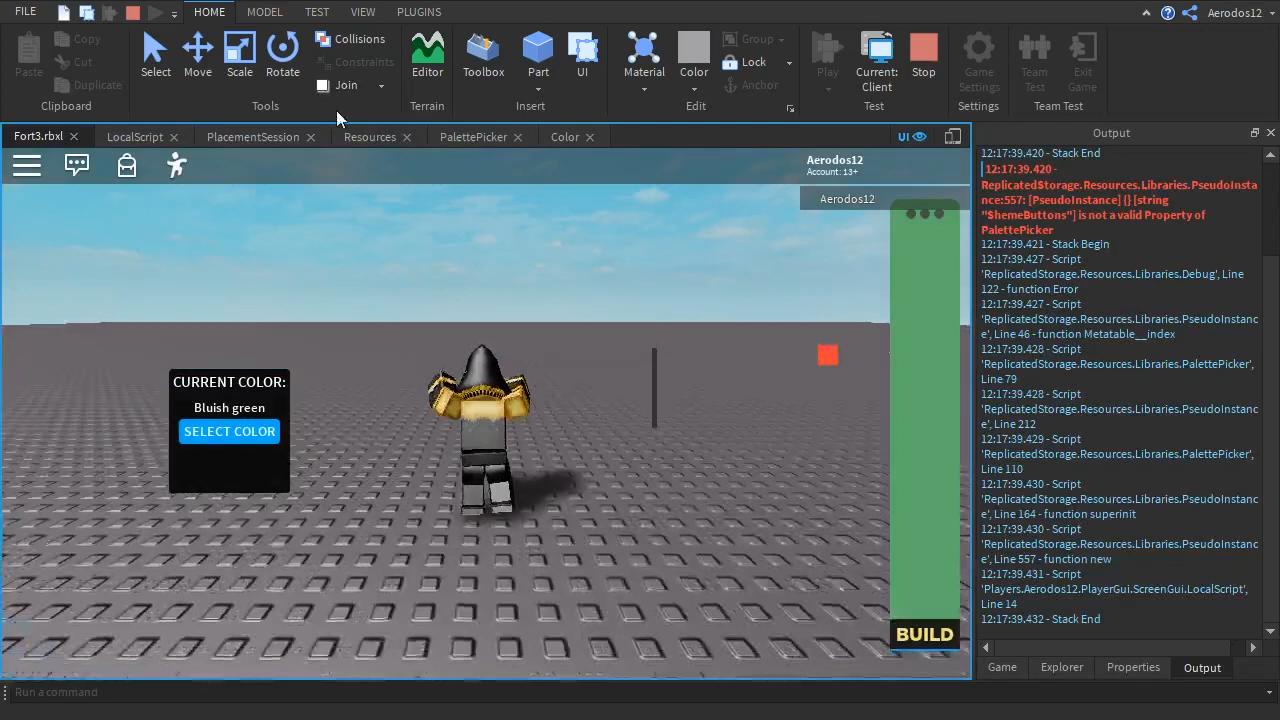 FILE
HOME
MODEL
TEST
VIEW
PLUGINS
Aerodos12
Paste
Copy
Cut
Duplicate
Clipboard
Select
Move
Scale
Rotate
Collisions
Constraints
Join
Tools
Editor
Terrain
Toolbox
Part
UI
Insert
Material
Color
Group
Lock
Anchor
Edit
Play
Current:
Client
Stop
Test
Game
Settings
Settings
Team
Test
Exit
Game
Team Test
Fort3.rbxl
LocalScript
PlacementSession
Resources
PalettePicker
Color
UI
Aerodos12
Account: 13+
Aerodos12
CURRENT COLOR:
Bluish green
SELECT COLOR
BUILD
Output
12:17:39.420 - Stack End
12:17:39.420 -
ReplicatedStorage.Resources.Libraries.PseudoInsta
nce:557: [PseudoInstance] {} [string
"$hemeButtons"] is not a valid Property of
PalettePicker
12:17:39.421 - Stack Begin
12:17:39.427 - Script
'ReplicatedStorage.Resources.Libraries.Debug', Line
122 - function Error
12:17:39.427 - Script
'ReplicatedStorage.Resources.Libraries.PseudoInstanc
e', Line 46 - function Metatable__index
12:17:39.428 - Script
'ReplicatedStorage.Resources.Libraries.PalettePicker',
Line 79
12:17:39.428 - Script
'ReplicatedStorage.Resources.Libraries.PseudoInstanc
e', Line 212
12:17:39.429 - Script
'ReplicatedStorage.Resources.Libraries.PalettePicker',
Line 110
12:17:39.430 - Script
'ReplicatedStorage.Resources.Libraries.PseudoInstanc
e', Line 164 - function superinit
12:17:39.430 - Script
'ReplicatedStorage.Resources.Libraries.PseudoInstanc
e', Line 557 - function new
12:17:39.431 - Script
'Players.Aerodos12.PlayerGui.ScreenGui.LocalScript',
Line 14
12:17:39.432 - Stack End
Game
Explorer
Properties
Output
Run a command